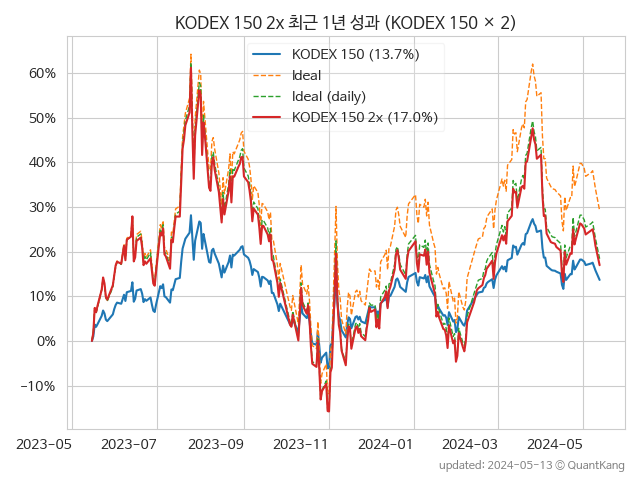 KODEX 150 2x 최근 1년 성과 (KODEX 150 × 2)
KODEX 150 (13.7%)
Ideal
Ideal (daily)
KODEX 150 2x (17.0%)
60%
50%
40%
30%
20%
10%
0%
−10%
2023-05 2023-07 2023-09 2023-11 2024-01 2024-03 2024-05
updated: 2024-05-13 ⓒ QuantKang